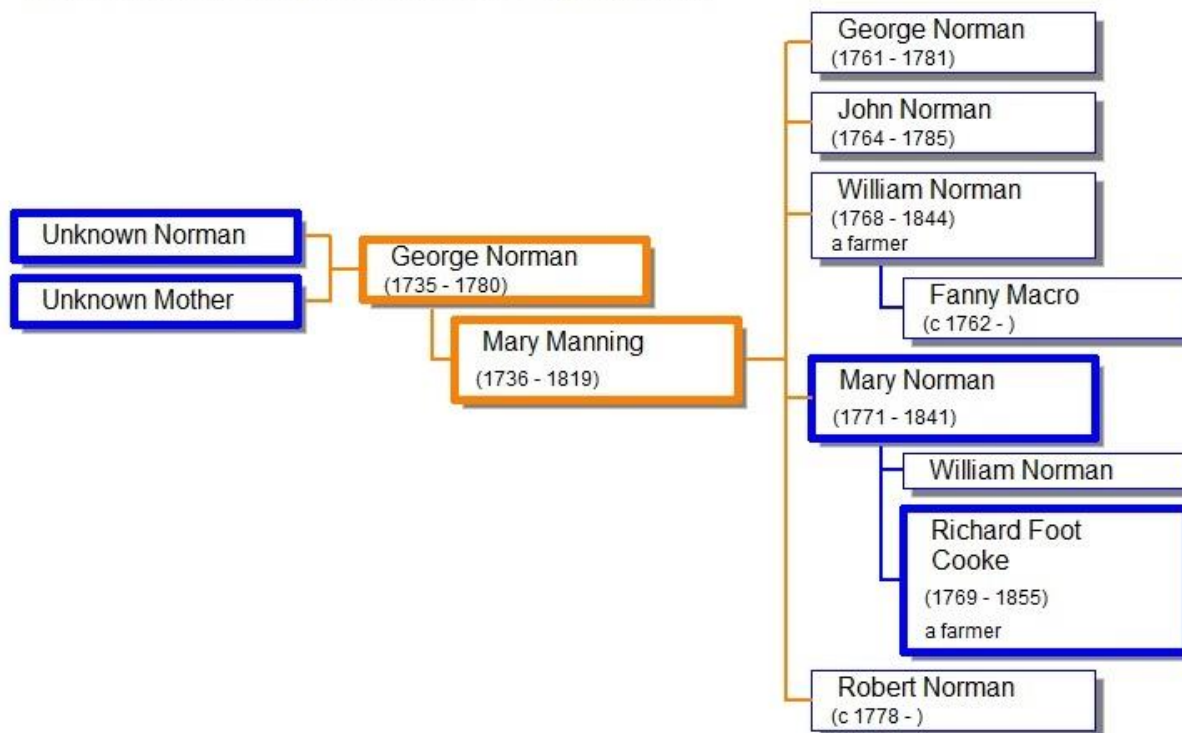 George Norman
(1761 - 1781)
John Norman
(1764 - 1785)
William Norman
(1768 - 1844)
a farmer
Unknown Norman
Unknown Mother
George Norman
(1735 - 1780)
Fanny Macro
(c 1762 - )
Mary Manning
(1736 - 1819)
Mary Norman
(1771 - 1841)
William Norman
Richard Foot
Cooke
(1769 - 1855)
a farmer
Robert Norman
(c 1778 - )